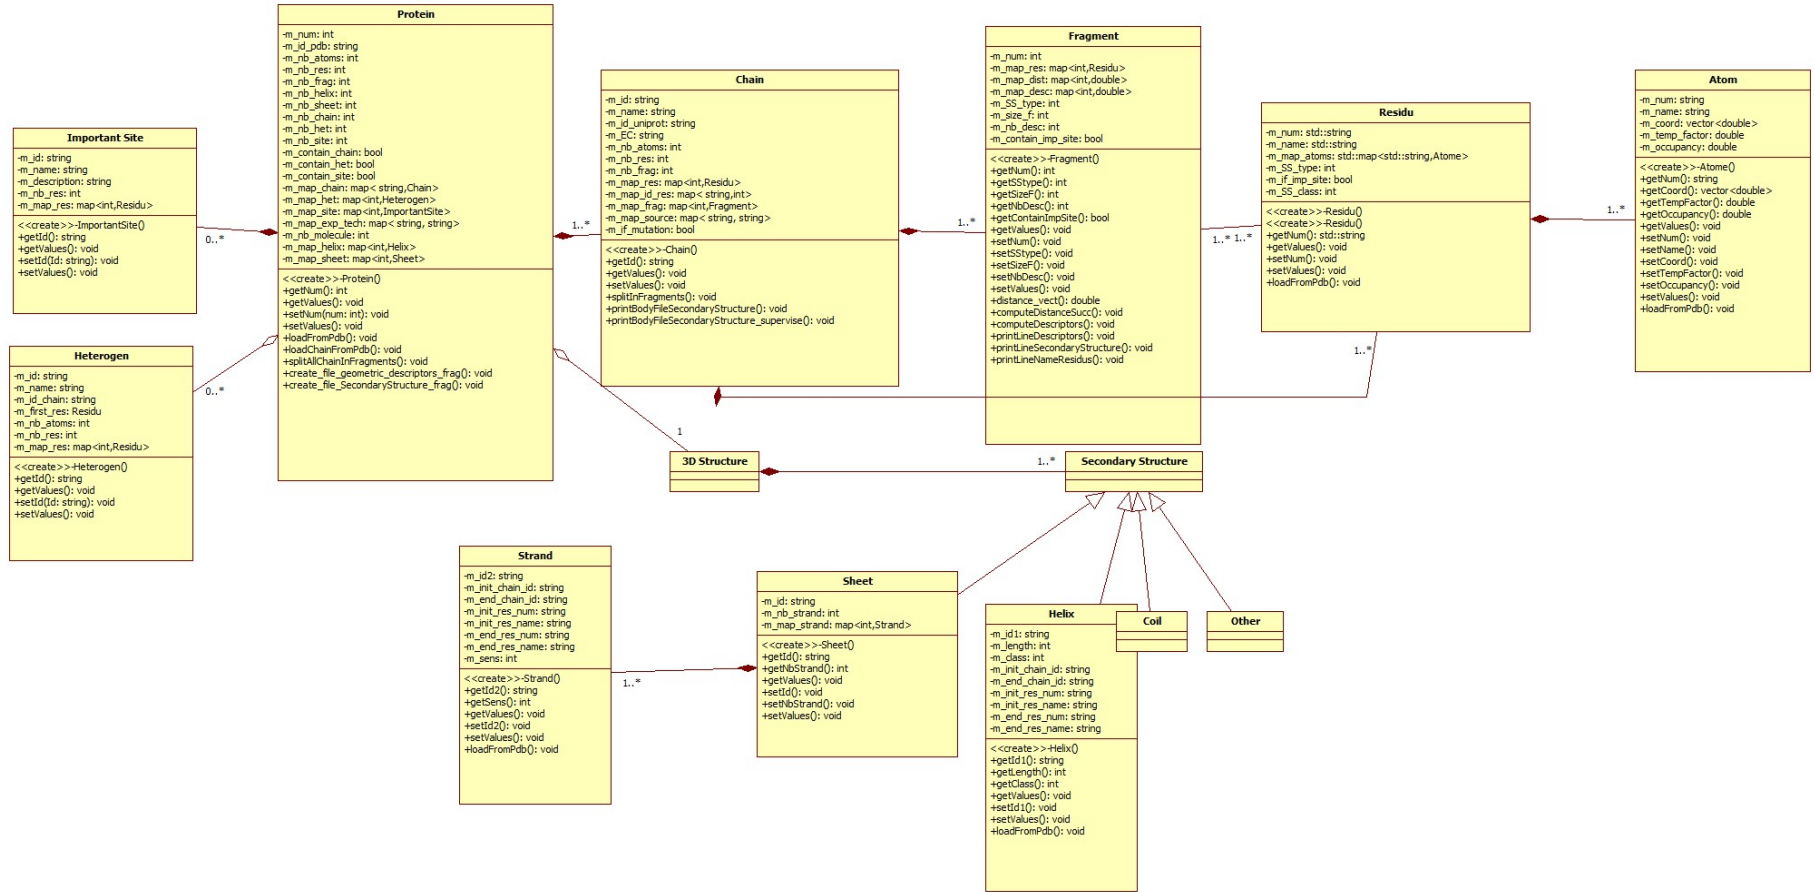 Protein
-m_num: int
-m_id_pdb: string
-m_nb_atoms: int
-m_nb_res: int
-m_nb_frag: int
-m_nb_helix: int
-m_nb_sheet: int
-m_nb_chain: int
-m_nb_het: int
-m_nb_site: int
-m_contain_chain: bool
-m_contain_het: bool
-m_contain_site: bool
-m_map_chain: map< string,Chain>
-m_map_het: map<int,Heterogen>
-m_map_site: map<int,ImportantSite>
-m_map_exp_tech: map< string, string>
-m_nb_molecule: int
-m_map_helix: map<int,Helix>
-m_map_sheet: map<int,Sheet>
<<create>>-Protein()
+getNum(): int
+getValues(): void
+setNum(num: int): void
+setValues(): void
+loadFromPdb(): void
+loadChainFromPdb(): void
+splitAllChainInFragments(): void
+create_file_geometric_descriptors_frag(): void
+create_file_SecondaryStructure_frag(): void
Important Site
-m_id: string
-m_name: string
-m_description: string
-m_nb_res: int
-m_map_res: map<int,Residu>
<<create>>-ImportantSite()
+getId(): string
+getValues(): void
+setId(Id: string): void
+setValues(): void
0..*
Heterogen
-m_id: string
-m_name: string
-m_id_chain: string
-m_first_res: Residu
-m_nb_atoms: int
-m_nb_res: int
-m_map_res: map<int,Residu>
<<create>>-Heterogen()
+getId(): string
+getValues(): void
+setId(Id: string): void
+setValues(): void
0..*
Chain
-m_id: string
-m_name: string
-m_id_uniprot: string
-m_EC: string
-m_nb_atoms: int
-m_nb_res: int
-m_nb_frag: int
-m_map_res: map<int,Residu>
-m_map_id_res: map< string,int>
-m_map_frag: map<int,Fragment>
-m_map_source: map< string, string>
-m_if_mutation: bool
<<create>>-Chain()
+getId(): string
+getValues(): void
+setValues(): void
+splitInFragments(): void
+printBodyFileSecondaryStructure(): void
+printBodyFileSecondaryStructure_supervise(): void
1..*
Fragment
-m_num: int
-m_map_res: map<int,Residu>
-m_map_dist: map<int,double>
-m_map_desc: map<int,double>
-m_SS_type: int
-m_size_f: int
-m_nb_desc: int
-m_contain_imp_site: bool
<<create>>-Fragment()
+getNum(): int
+getSStype(): int
+getSizeF(): int
+getNbDesc(): int
+getContainImpSite(): bool
+getValues(): void
+setNum(): void
+setSStype(): void
+setSizeF(): void
+setNbDesc(): void
+setValues(): void
+distance_vect(): double
+computeDistanceSucc(): void
+computeDescriptors(): void
+printLineDescriptors(): void
+printLineSecondaryStructure(): void
+printLineNameResidus(): void
1..*
1..* 1..*
Residu
-m_num: std::string
-m_name: std::string
-m_map_atoms: std::map<std::string,Atome>
-m_SS_type: int
-m_if_imp_site: bool
-m_SS_class: int
<<create>>-Residu()
<<create>>-Residu()
+getNum(): std::string
+getValues(): void
+setNum(): void
+setValues(): void
+loadFromPdb(): void
1..*
1..*
Atom
-m_num: string
-m_name: string
-m_coord: vector<double>
-m_temp_factor: double
-m_occupancy: double
<<create>>-Atome()
+getNum(): string
+getCoord(): vector<double>
+getTempFactor(): double
+getOccupancy(): double
+getValues(): void
+setNum(): void
+setName(): void
+setCoord(): void
+setTempFactor(): void
+setOccupancy(): void
+setValues(): void
+loadFromPdb(): void
1
3D Structure
1..*
Secondary Structure
Strand
-m_id2: string
-m_init_chain_id: string
-m_end_chain_id: string
-m_init_res_num: string
-m_init_res_name: string
-m_end_res_num: string
-m_end_res_name: string
-m_sens: int
<<create>>-Strand()
+getId2(): string
+getSens(): int
+getValues(): void
+setId2(): void
+setValues(): void
+loadFromPdb(): void
1..*
Sheet
-m_id: string
-m_nb_strand: int
-m_map_strand: map<int,Strand>
<<create>>-Sheet()
+getId(): string
+getNbStrand(): int
+getValues(): void
+setId(): void
+setNbStrand(): void
+setValues(): void
Helix
-m_id1: string
-m_length: int
-m_class: int
-m_init_chain_id: string
-m_end_chain_id: string
-m_init_res_num: string
-m_init_res_name: string
-m_end_res_num: string
-m_end_res_name: string
<<create>>-Helix()
+getId1(): string
+getLength(): int
+getClass(): int
+getValues(): void
+setId1(): void
+setValues(): void
+loadFromPdb(): void
Coil
Other